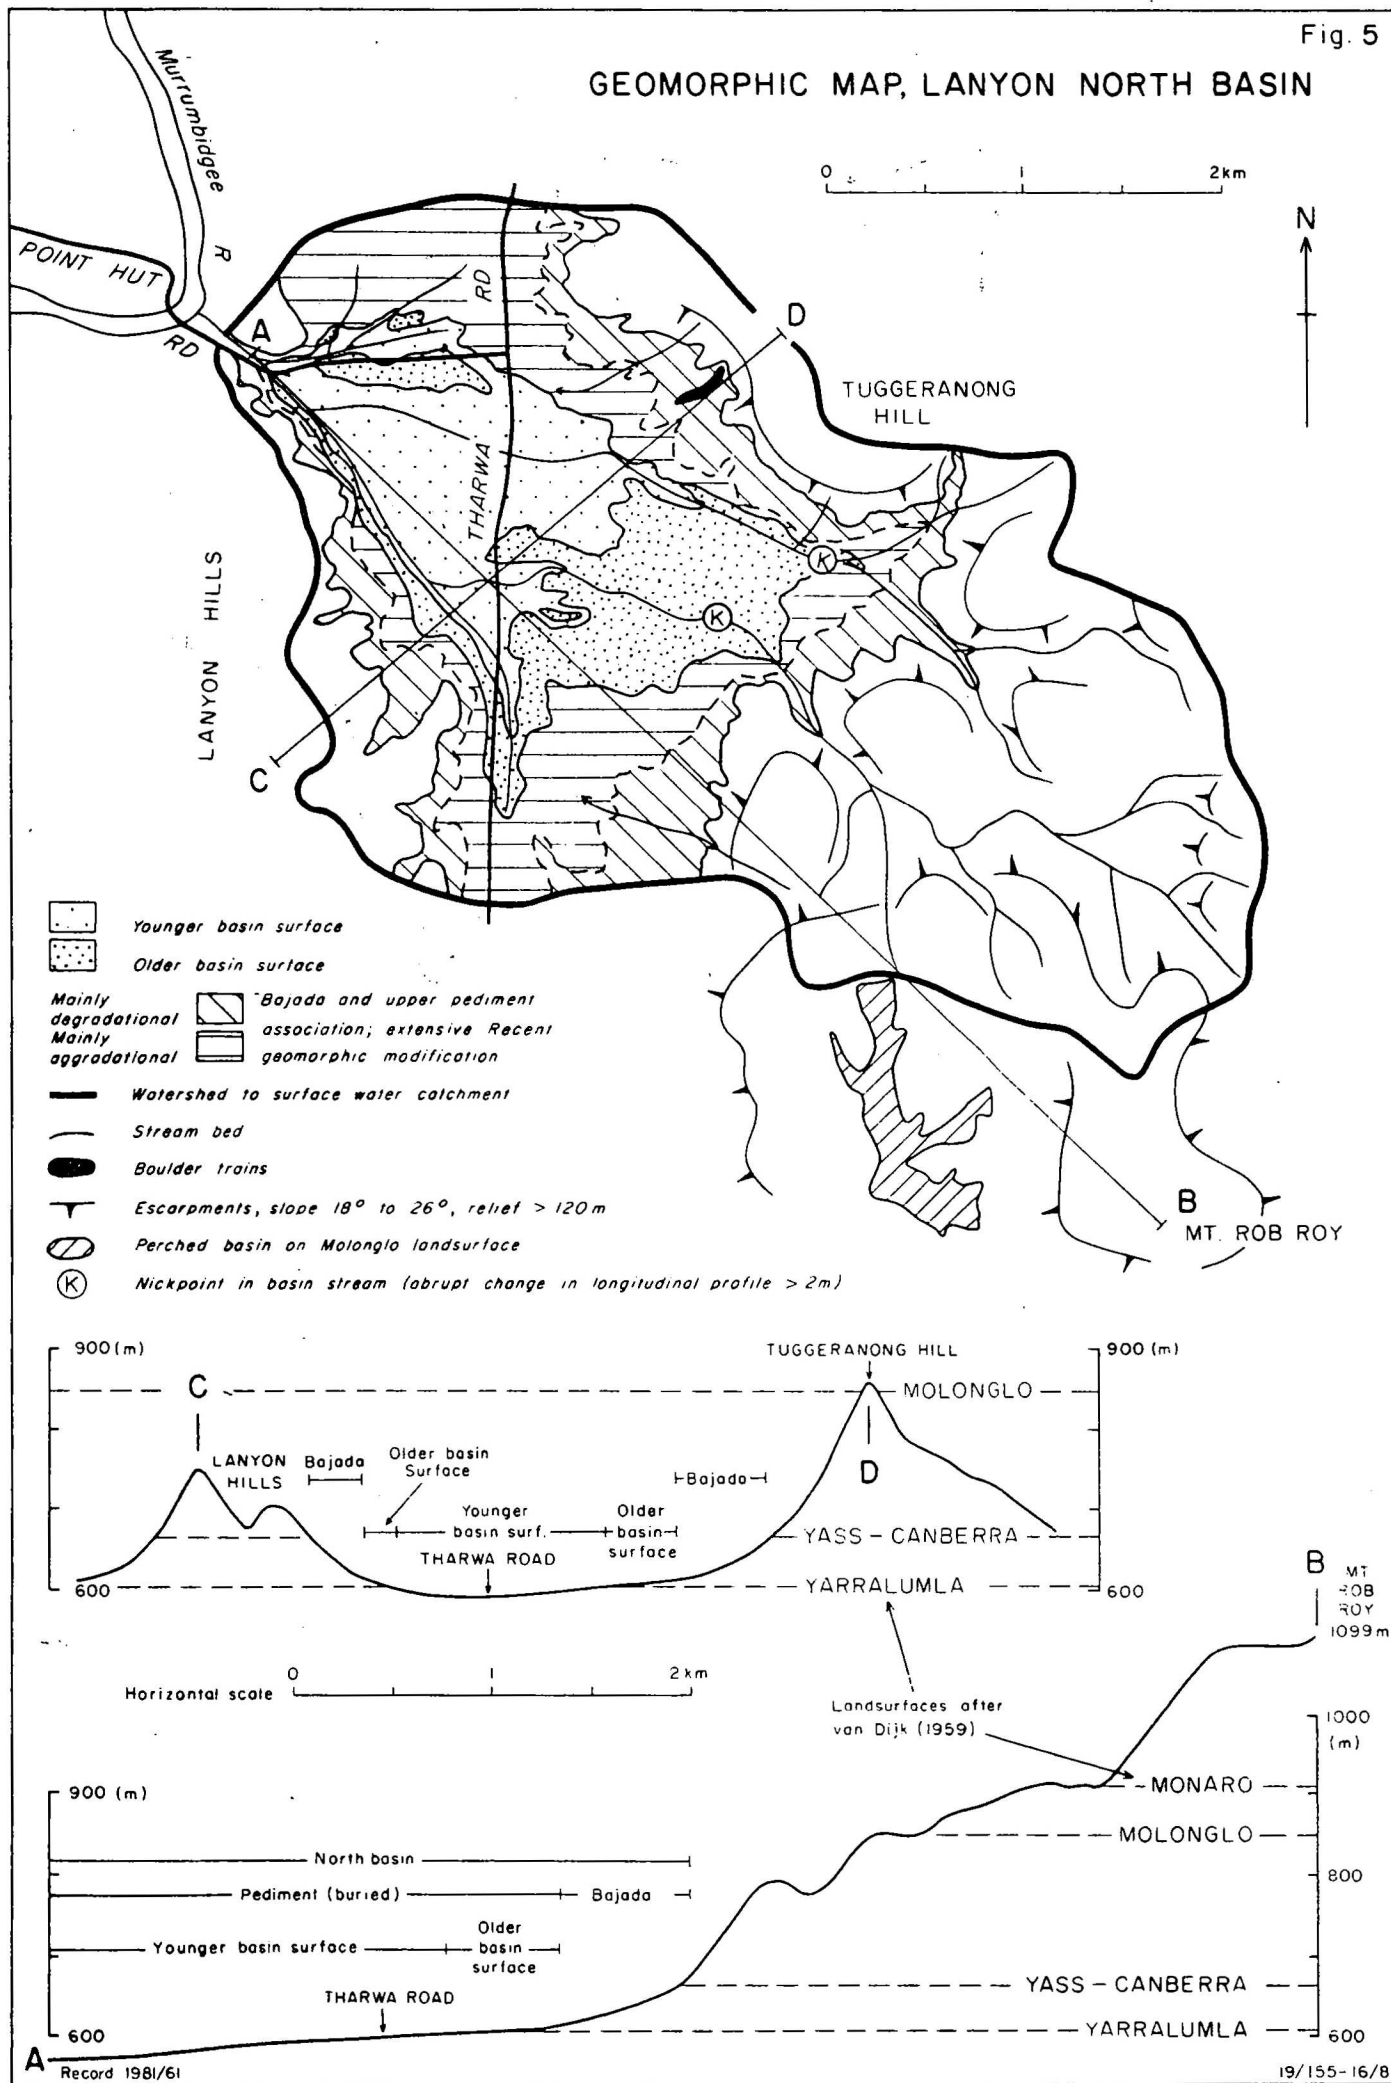 Fig. 5
GEOMORPHIC MAP, LANYON NORTH BASIN
0 1 2km
N
Murrumbidgee R
POINT HUT RD
A
THARWA RD
D
TUGGERANONG
HILL
K
K
LANYON HILLS
C
B
MT. ROB ROY
Younger basin surface
Older basin surface
Mainly degradational
Mainly aggradational
Bajada and upper pediment
association; extensive Recent
geomorphic modification
Watershed to surface water catchment
Stream bed
Boulder trains
Escarpments, slope 18° to 26°, relief > 120m
Perched basin on Molonglo landsurface
K Nickpoint in basin stream (abrupt change in longitudinal profile > 2m)
900 (m)
TUGGERANONG HILL
900 (m)
C
MOLONGLO
LANYON
HILLS
Bajada
Older basin
Surface
Bajada
D
Younger
basin surf.
Older
basin
surface
YASS-CANBERRA
THARWA ROAD
600
YARRALUMLA
600
B
MT
ROB
ROY
1099m
0 1 2 km
Horizontal scale
Landsurfaces after
van Dijk (1959)
1000
(m)
900 (m)
MONARO
MOLONGLO
North basin
800
Pediment (buried)
Bajada
Younger basin surface
Older
basin
surface
YASS-CANBERRA
THARWA ROAD
600
YARRALUMLA
600
A
Record 1981/61
19/155-16/8